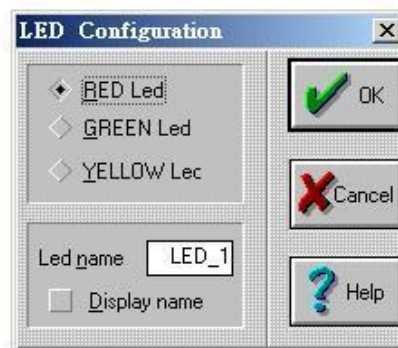 LED Configuration
RED Led
GREEN Led
YELLOW Lec
Led name LED_1
Display name
OK
Cancel
Help